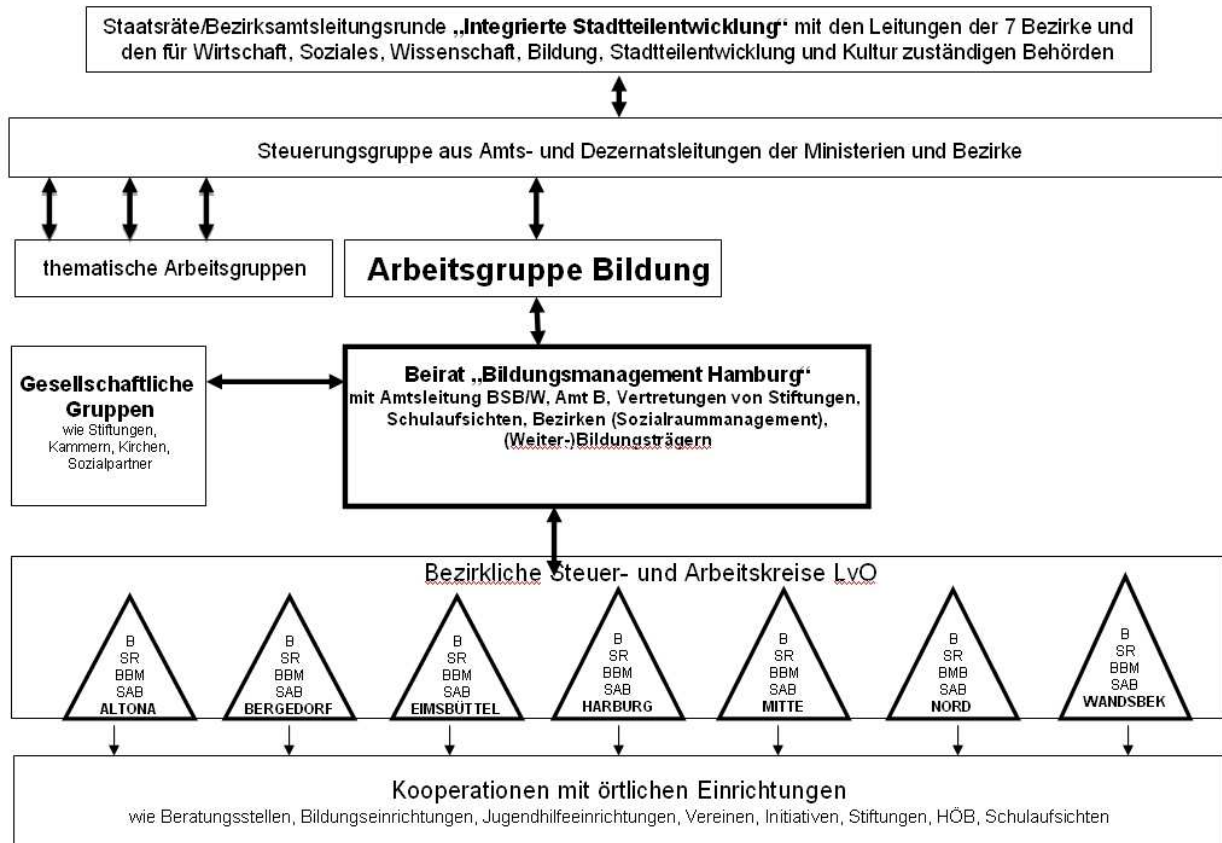 Staatsräte/Bezirksamtsleitungsrunde „Integrierte Stadtteilentwicklung“ mit den Leitungen der 7 Bezirke und
den für Wirtschaft, Soziales, Wissenschaft, Bildung, Stadtteilentwicklung und Kultur zuständigen Behörden
Steuerungsgruppe aus Amts- und Dezernatsleitungen der Ministerien und Bezirke
thematische Arbeitsgruppen
Arbeitsgruppe Bildung
Gesellschaftliche
Gruppen
wie Stiftungen,
Kammern, Kirchen,
Sozialpartner
Beirat „Bildungsmanagement Hamburg“
mit Amtsleitung BSB/W, Amt B, Vertretungen von Stiftungen,
Schulaufsichten, Bezirken (Sozialraummanagement),
(Weiter-)Bildungsträgern
Bezirkliche Steuer- und Arbeitskreise LvO
B
SR
BBM
SAB
ALTONA
B
SR
BBM
SAB
BERGEDORF
B
SR
BBM
SAB
EIMSBÜTTEL
B
SR
BBM
SAB
HARBURG
B
SR
BBM
SAB
MITTE
B
SR
BMB
SAB
NORD
B
SR
BBM
SAB
WANDSBEK
Kooperationen mit örtlichen Einrichtungen
wie Beratungsstellen, Bildungseinrichtungen, Jugendhilfeeinrichtungen, Vereinen, Initiativen, Stiftungen, HÖB, Schulaufsichten